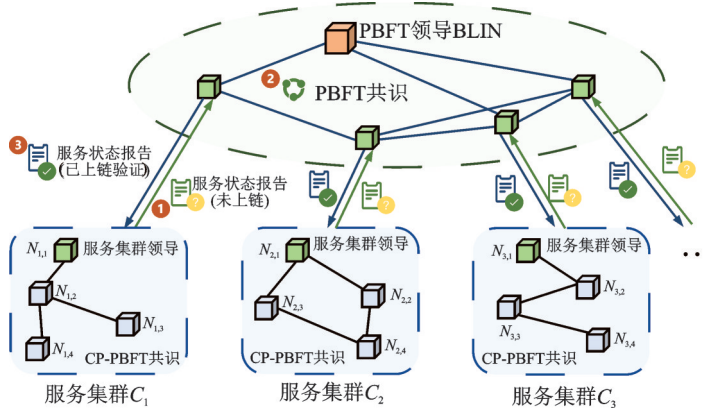 PBFT领导BLIN
2
PBFT共识
3
服务状态报告
(已上链验证)
1
服务状态报告
(未上链)
?
?
?
?
N1,1
服务集群领导
N1,2
N1,3
N1,4
CP-PBFT共识
服务集群C1
N2,1
服务集群领导
N2,3
N2,2
N2,4
CP-PBFT共识
服务集群C2
N3,1
服务集群领导
N3,2
N3,3
N3,4
CP-PBFT共识
服务集群C3
..